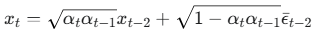 $x_t = \sqrt{\alpha_t \alpha_{t-1}} x_{t-2} + \sqrt{1 - \alpha_t \alpha_{t-1}} \bar{\epsilon}_{t-2}$